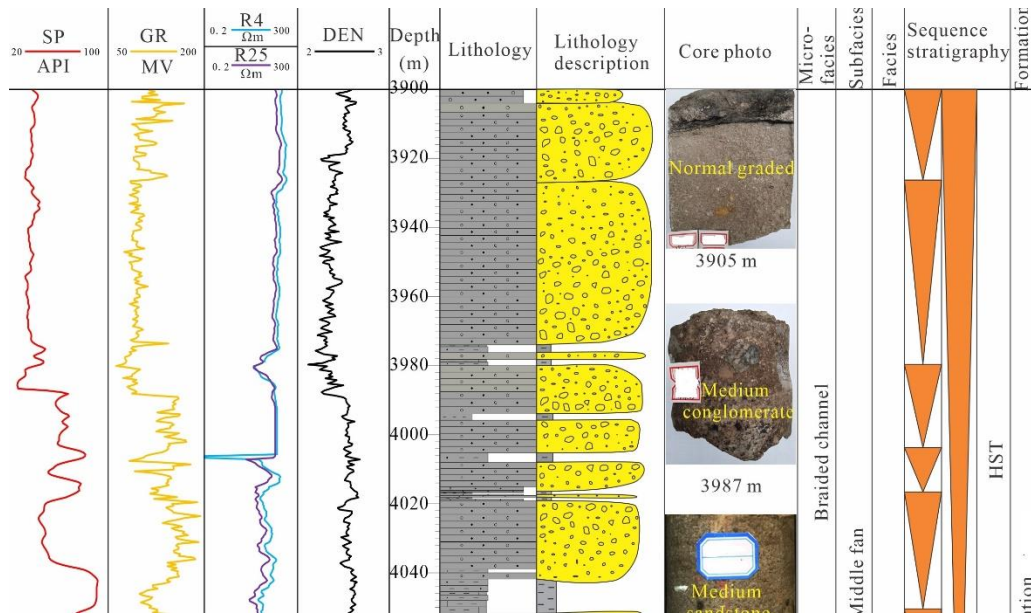 SP
20 100
API
GR
50 200
MV
R4
0.2 300
Ωm
R25
0.2 300
Ωm
DEN
2 3
Depth
(m)
Lithology
Lithology
description
Core photo
Micro-
facies
Subfacies
Facies
Sequence
stratigraphy
Formation
3900
3920
3940
3960
3980
4000
4020
4040
Normal graded
3905 m
Medium
conglomerate
3987 m
Medium
sandstone
Braided channel
Middle fan
HST